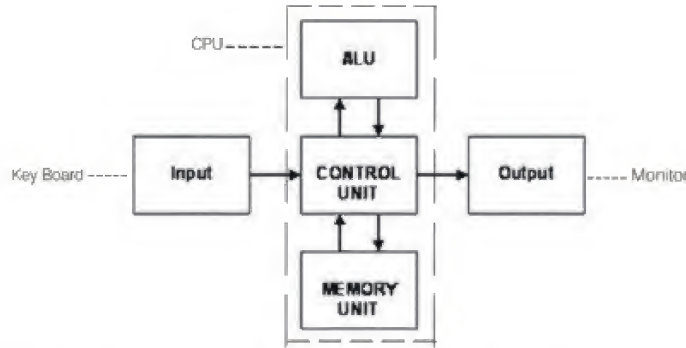 CPU
ALU
Key Board
Input
CONTROL
UNIT
Output
Monitor
MEMORY
UNIT